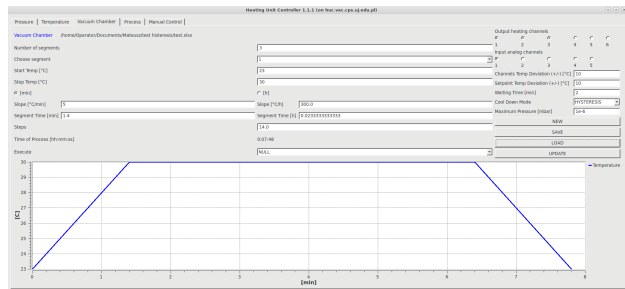 Heating Unit Controller 1.1.1 (on huc.vac.cps.uj.edu.pl)
Pressure Temperature Vacuum Chamber Process Manual Control
Vacuum Chamber /home/Operator/Documents/Mateusz/test histeresis/test.stse
Number of segments 3
Choose segment 1
Start Temp [°C] 23
Stop Temp [°C] 30
[min] [h]
Slope [°C/min] 5 Slope [°C/h] 300.0
Segment Time [min] 1.4 Segment Time [h] 0.0233333333333
Steps 14.0
Time of Process [hh:mm:ss] 0:07:48
Execute NULL
Output heating channels
1 2 3 4 5 6
Input analog channels
1 2 3 4 5
Channels Temp Deviation (+/-) [°C] 10
Setpoint Temp Deviation (+/-) [°C] 10
Waiting Time [min] 2
Cool Down Mode HYSTERESIS
Maximum Pressure [mbar] 1e-6
NEW
SAVE
LOAD
UPDATE
Temperature
30
29
28
27
26
25
24
23
[C]
0 1 2 3 4 5 6 7 8
[min]